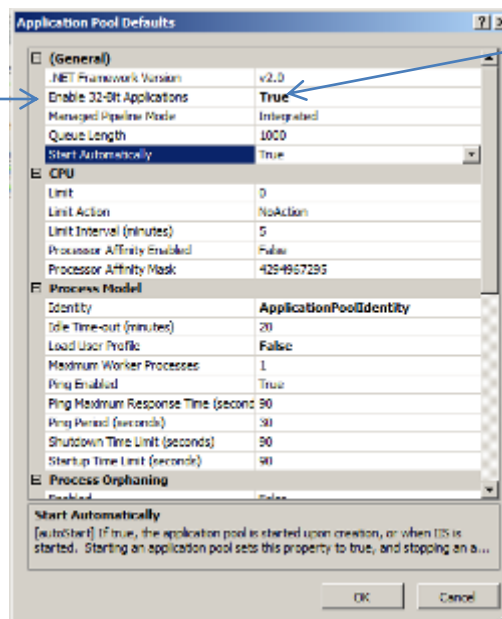 Application Pool Defaults
(General)
.NET Framework Version v2.0
Enable 32-Bit Applications True
Managed Pipeline Mode Integrated
Queue Length 1000
Start Automatically True
CPU
Limit 0
Limit Action NoAction
Limit Interval (minutes) 5
Processor Affinity Enabled False
Processor Affinity Mask 4294967295
Process Model
Identity ApplicationPoolIdentity
Idle Time-out (minutes) 20
Load User Profile False
Maximum Worker Processes 1
Ping Enabled True
Ping Maximum Response Time (second 90
Ping Period (seconds) 30
Shutdown Time Limit (seconds) 90
Startup Time Limit (seconds) 90
Process Orphaning
Enabled False
Start Automatically
[autoStart] If true, the application pool is started upon creation, or when IIS is
started. Starting an application pool sets this property to true, and stopping an a...
OK Cancel